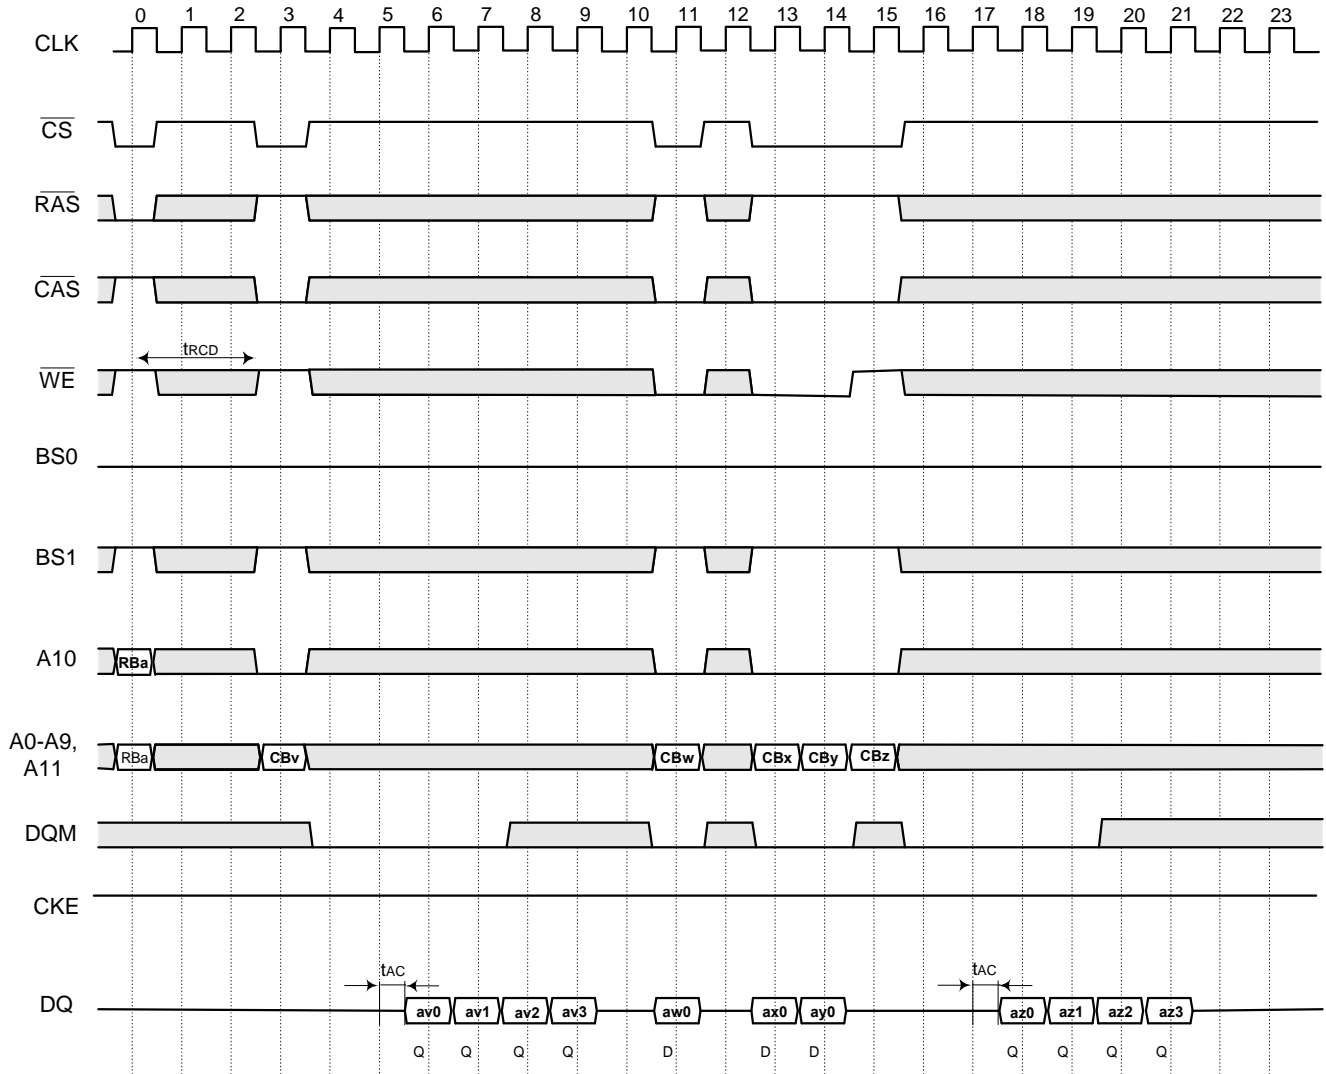 0 1 2 3 4 5 6 7 8 9 10 11 12 13 14 15 16 17 18 19 20 21 22 23
CLK
CS
RAS
CAS
tRCD
WE
BS0
BS1
A10 RBa
A0-A9,
A11 RBa CBv CBw CBx CBy CBz
DQM
CKE
tAC tAC
DQ av0 av1 av2 av3 aw0 ax0 ay0 az0 az1 az2 az3
Q Q Q Q D D D Q Q Q Q